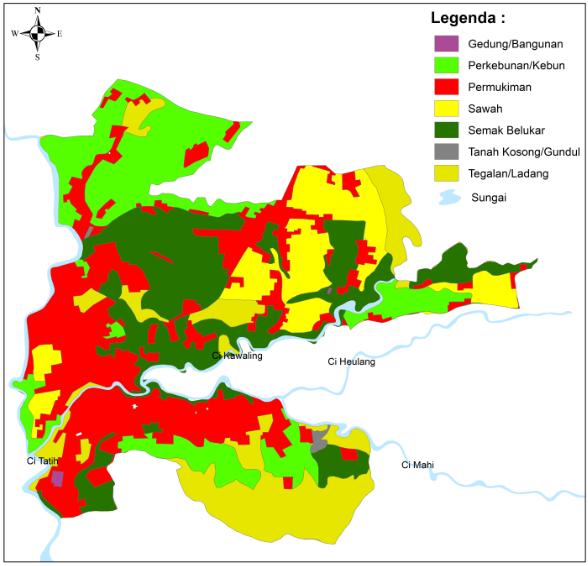 Legenda :
N
W
E
S
Gedung/Bangunan
Perkebunan/Kebun
Permukiman
Sawah
Semak Belukar
Tanah Kosong/Gundul
Tegalan/Ladang
Sungai
Ci Kawaling
Ci Heulang
Ci Tatih
Ci Mahi